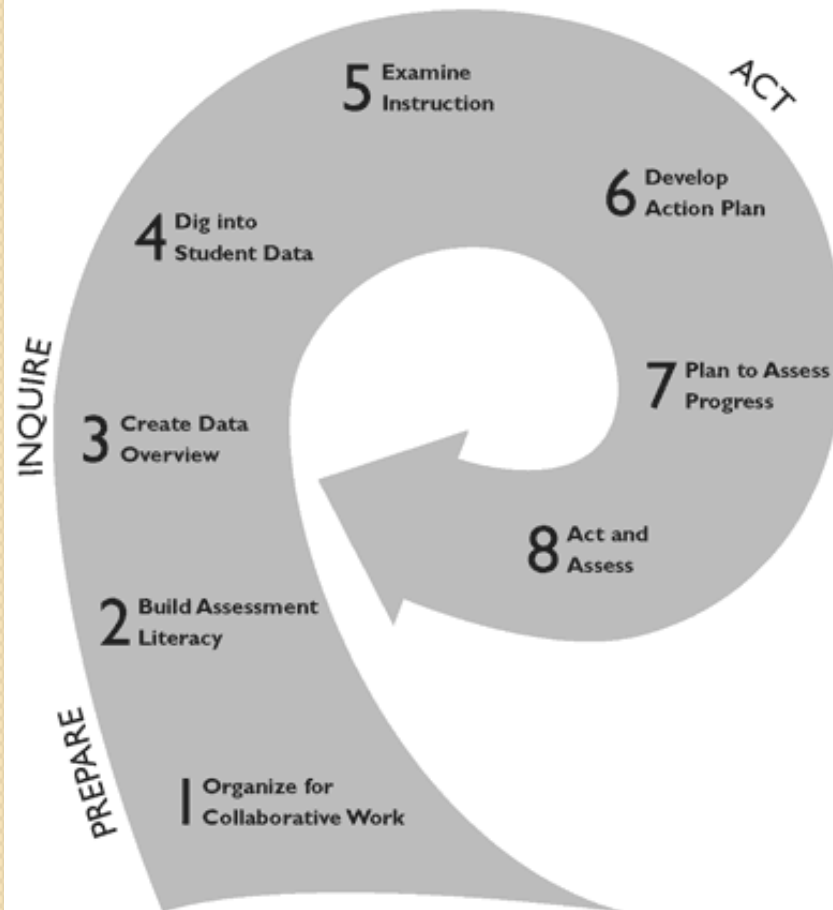 PREPARE
1 Organize for
Collaborative Work
2 Build Assessment
Literacy
INQUIRE
3 Create Data
Overview
4 Dig into
Student Data
5 Examine
Instruction
ACT
6 Develop
Action Plan
7 Plan to Assess
Progress
8 Act and
Assess